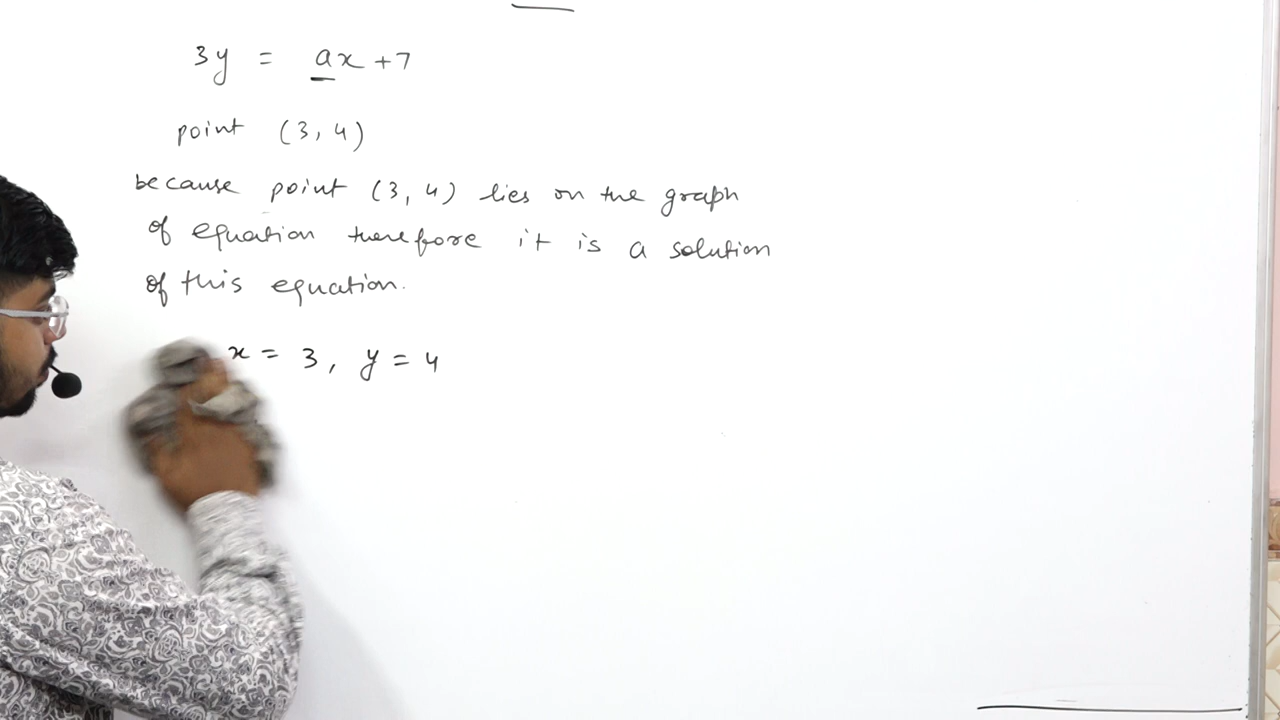 3y = ax + 7
point (3, 4)
because point (3, 4) lies on the graph
of equation therefore it is a solution
of this equation.
x = 3, y = 4